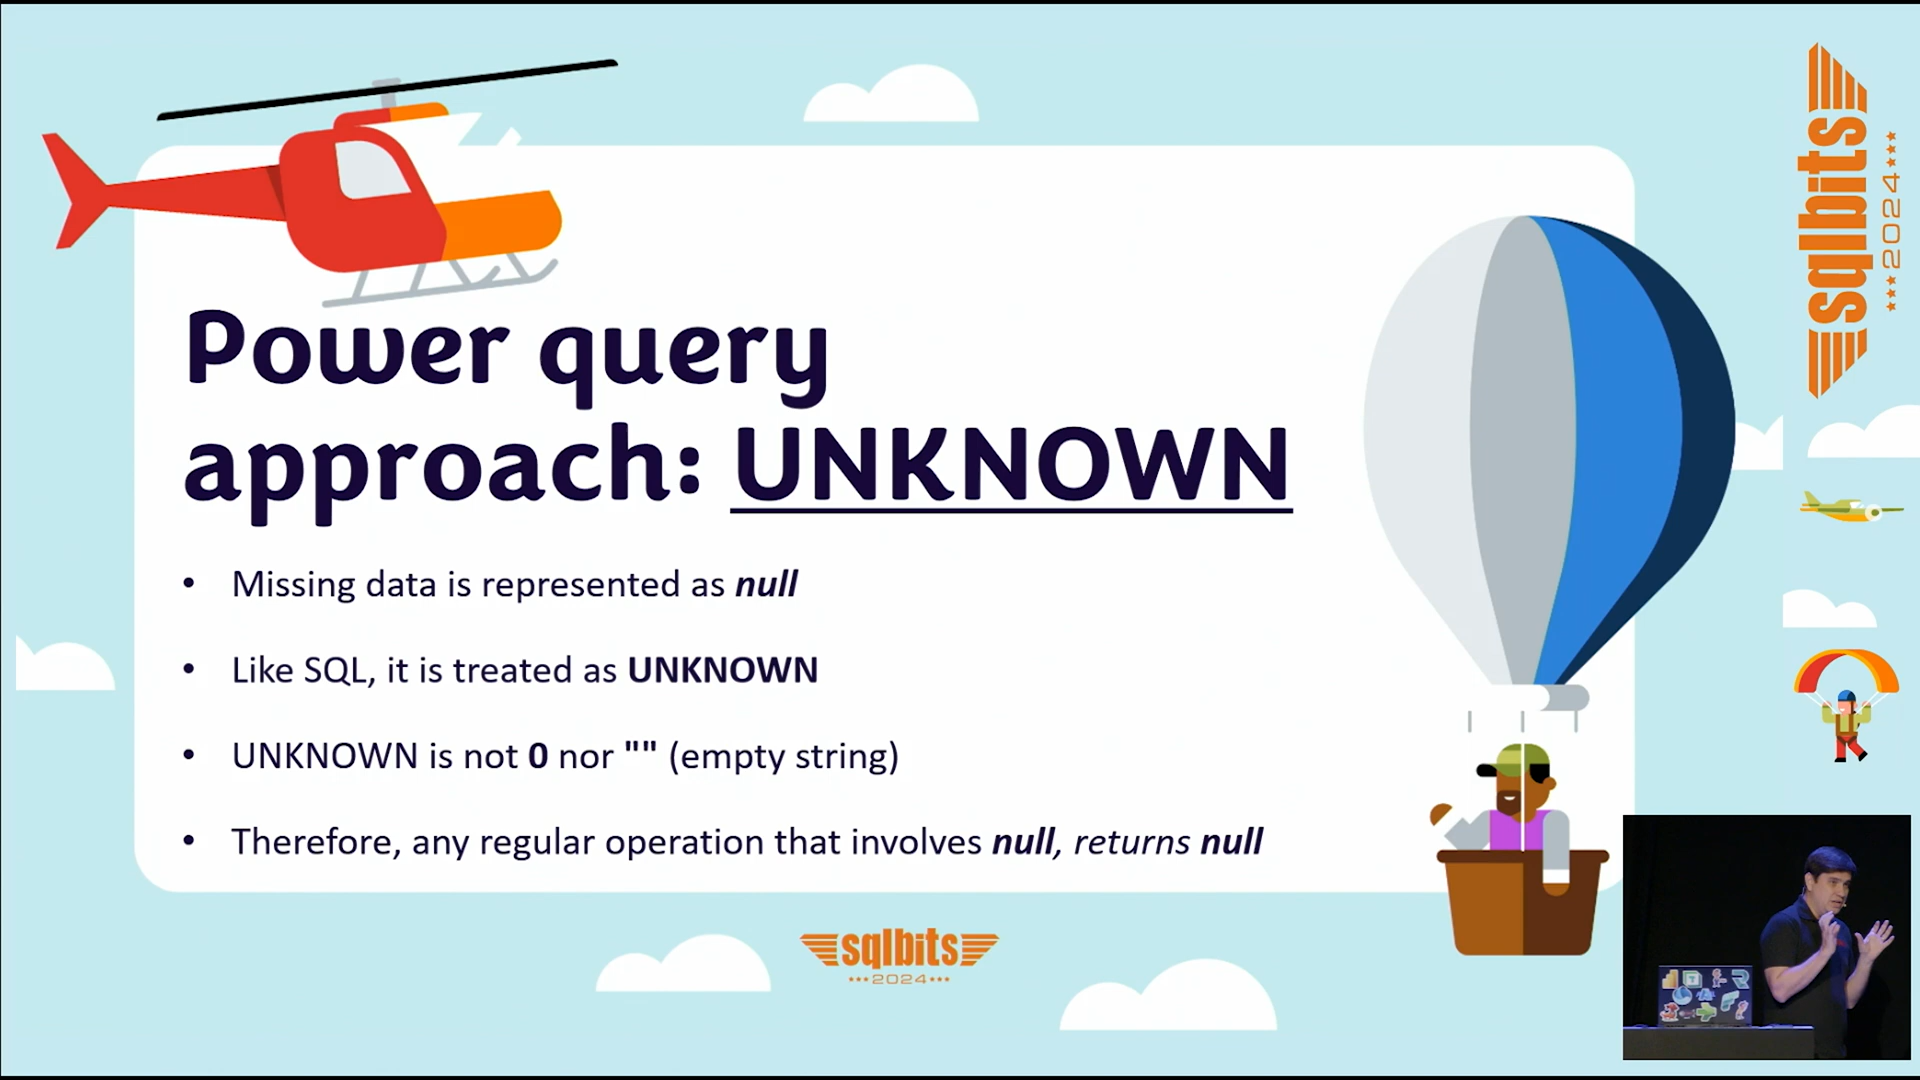 Power query
approach: UNKNOWN
• Missing data is represented as null
• Like SQL, it is treated as UNKNOWN
• UNKNOWN is not 0 nor "" (empty string)
• Therefore, any regular operation that involves null, returns null
sqlbits
2024
sqlbits
2024